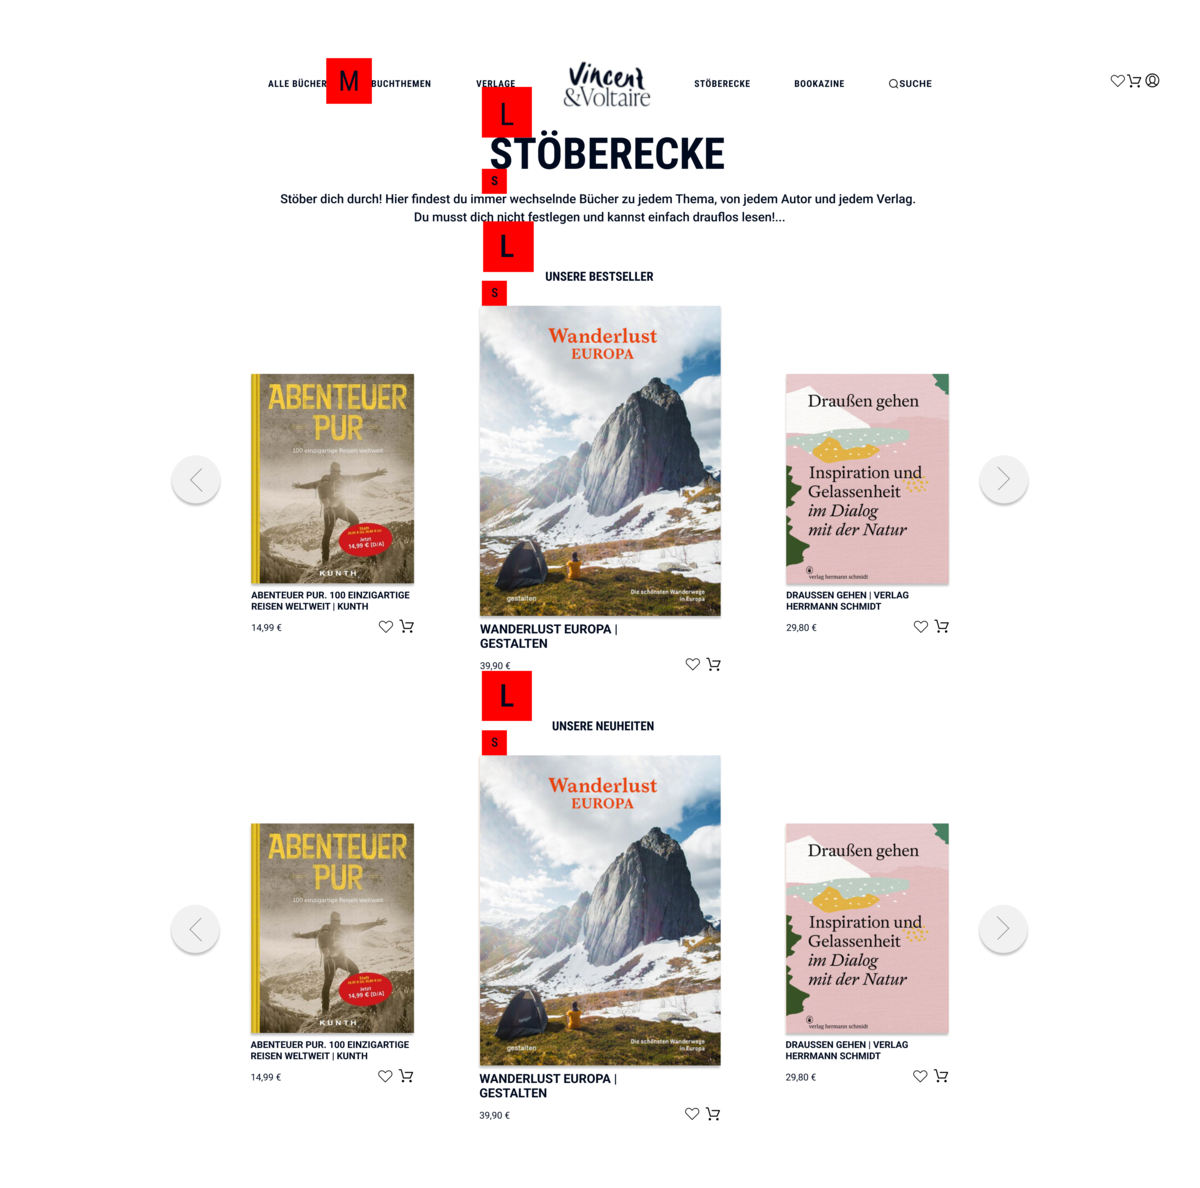 ALLE BÜCHER M BUCHTHEMEN VERLAGE Vincent &Voltaire STÖBERECKE BOOKAZINE SUCHE
L
STÖBERECKE
S
Stöber dich durch! Hier findest du immer wechselnde Bücher zu jedem Thema, von jedem Autor und jedem Verlag.
Du musst dich nicht festlegen und kannst einfach drauflos lesen!...
L
UNSERE BESTSELLER
S
ABENTEUER
PUR
100 einzigartige Reisen weltweit
Jetzt
14,99 € [D/A]
KUNTH
ABENTEUER PUR. 100 EINZIGARTIGE
REISEN WELTWEIT | KUNTH
14,99 €
Wanderlust
EUROPA
gestalten
Die schönsten Wanderwege
in Europa
WANDERLUST EUROPA |
GESTALTEN
39,90 €
Draußen gehen
Inspiration und
Gelassenheit
im Dialog
mit der Natur
verlag hermann schmidt
DRAUSSEN GEHEN | VERLAG
HERRMANN SCHMIDT
29,80 €
L
UNSERE NEUHEITEN
S
ABENTEUER
PUR
100 einzigartige Reisen weltweit
Jetzt
14,99 € [D/A]
KUNTH
ABENTEUER PUR. 100 EINZIGARTIGE
REISEN WELTWEIT | KUNTH
14,99 €
Wanderlust
EUROPA
gestalten
Die schönsten Wanderwege
in Europa
WANDERLUST EUROPA |
GESTALTEN
39,90 €
Draußen gehen
Inspiration und
Gelassenheit
im Dialog
mit der Natur
verlag hermann schmidt
DRAUSSEN GEHEN | VERLAG
HERRMANN SCHMIDT
29,80 €